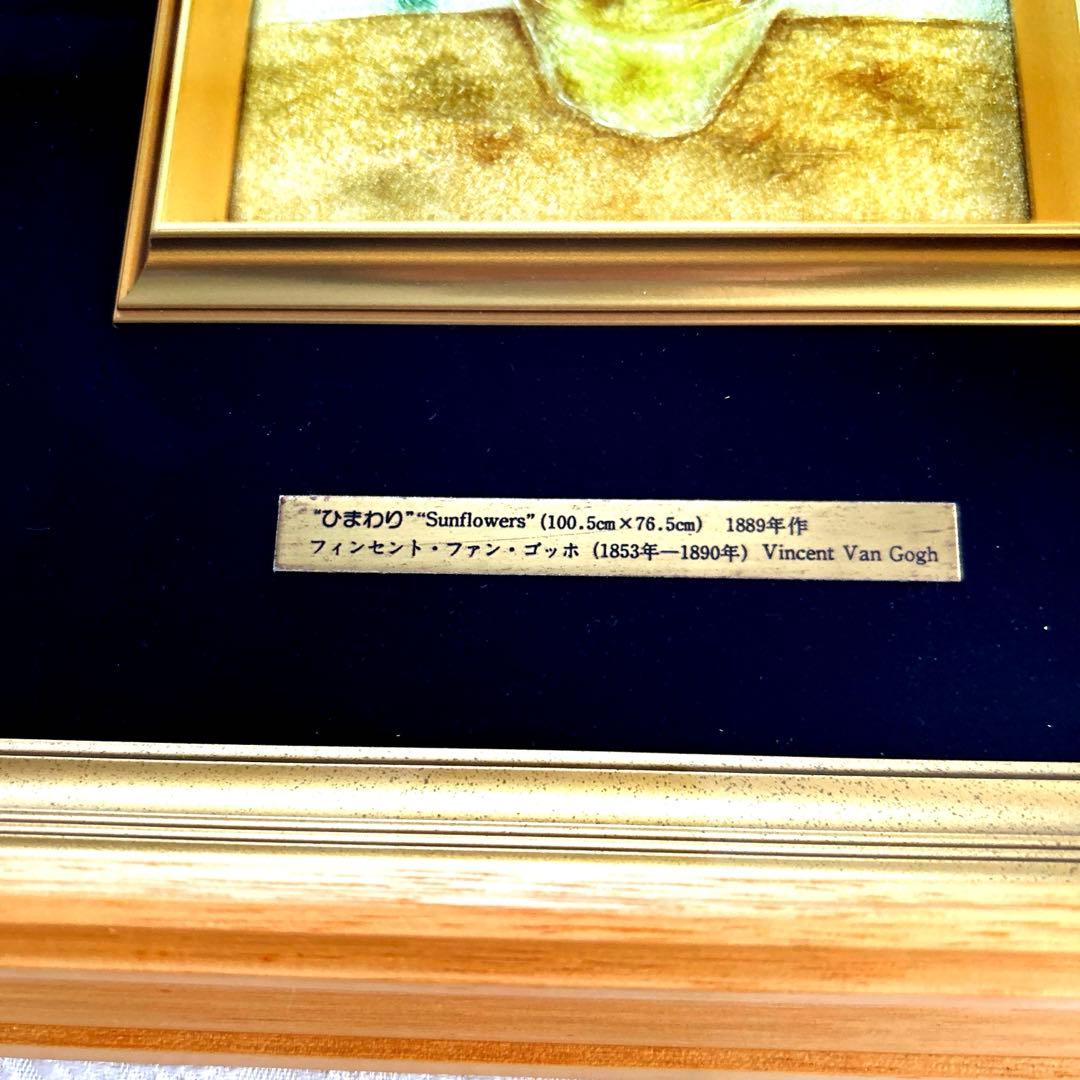 “ひまわり”“Sunflowers”(100.5㎝×76.5㎝) 1889年作
フィンセント・ファン・ゴッホ (1853年—1890年) Vincent Van Gogh